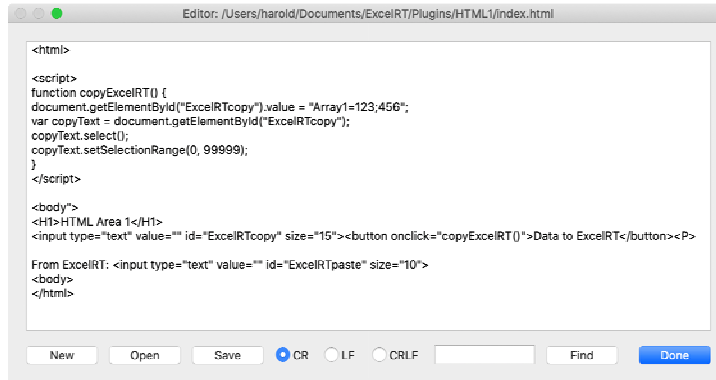 Editor: /Users/harold/Documents/ExcelRT/Plugins/HTML1/index.html
<html>
<script>
function copyExcelRT() {
document.getElementById("ExcelRTcopy").value = "Array1=123;456";
var copyText = document.getElementById("ExcelRTcopy");
copyText.select();
copyText.setSelectionRange(0, 99999);
}
</script>
<body">
<H1>HTML Area 1</H1>
<input type="text" value="" id="ExcelRTcopy" size="15"><button onclick="copyExcelRT()">Data to ExcelRT</button><P>
From ExcelRT: <input type="text" value="" id="ExcelRTpaste" size="10">
<body>
</html>
New Open Save CR LF CRLF Find Done